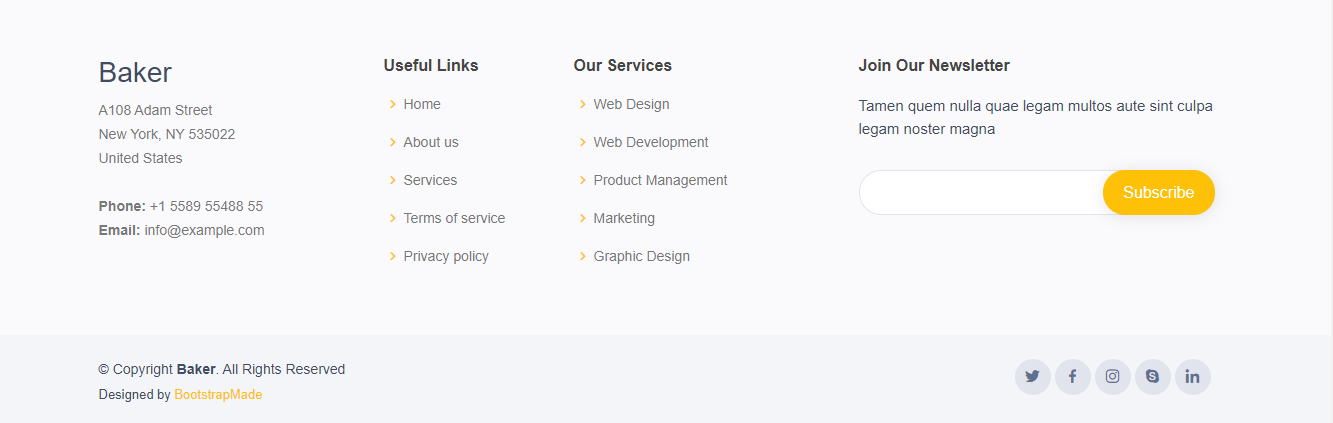 Baker
A108 Adam Street
New York, NY 535022
United States
Phone: +1 5589 55488 55
Email: info@example.com
Useful Links
Home
About us
Services
Terms of service
Privacy policy
Our Services
Web Design
Web Development
Product Management
Marketing
Graphic Design
Join Our Newsletter
Tamen quem nulla quae legam multos aute sint culpa
legam noster magna
Subscribe
© Copyright Baker. All Rights Reserved
Designed by BootstrapMade